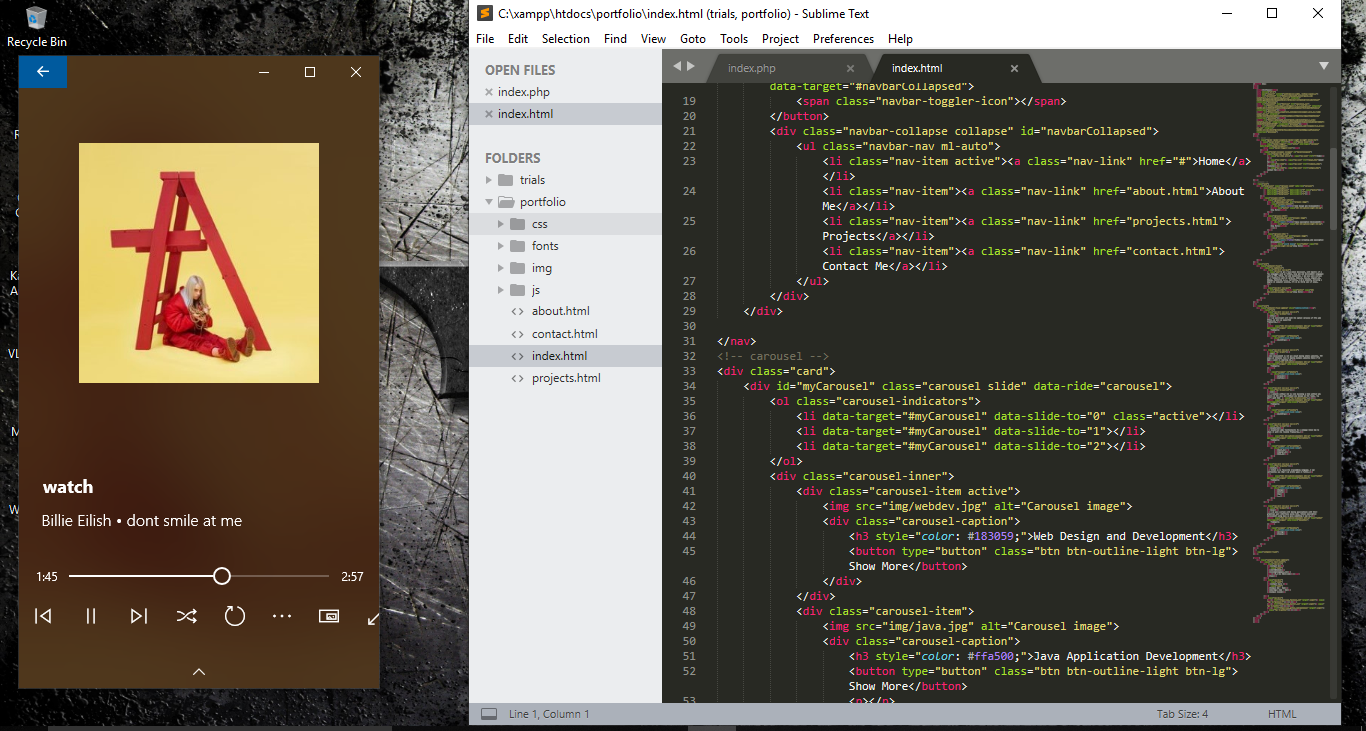 Recycle Bin
watch
Billie Eilish • dont smile at me
1:45
2:57
C:\xampp\htdocs\portfolio\index.html (trials, portfolio) - Sublime Text
File Edit Selection Find View Goto Tools Project Preferences Help
OPEN FILES
index.php
index.html
FOLDERS
trials
portfolio
css
fonts
img
js
about.html
contact.html
index.html
projects.html
index.php
index.html
data-target="#navbarCollapsed">
19 <span class="navbar-toggler-icon"></span>
20 </button>
21 <div class="navbar-collapse collapse" id="navbarCollapsed">
22 <ul class="navbar-nav ml-auto">
23 <li class="nav-item active"><a class="nav-link" href="#">Home</a>
</li>
24 <li class="nav-item"><a class="nav-link" href="about.html">About
Me</a></li>
25 <li class="nav-item"><a class="nav-link" href="projects.html">
Projects</a></li>
26 <li class="nav-item"><a class="nav-link" href="contact.html">
Contact Me</a></li>
27 </ul>
28 </div>
29 </div>
30
31 </nav>
32 <!-- carousel -->
33 <div class="card">
34 <div id="myCarousel" class="carousel slide" data-ride="carousel">
35 <ol class="carousel-indicators">
36 <li data-target="#myCarousel" data-slide-to="0" class="active"></li>
37 <li data-target="#myCarousel" data-slide-to="1"></li>
38 <li data-target="#myCarousel" data-slide-to="2"></li>
39 </ol>
40 <div class="carousel-inner">
41 <div class="carousel-item active">
42 <img src="img/webdev.jpg" alt="Carousel image">
43 <div class="carousel-caption">
44 <h3 style="color: #183059;">Web Design and Development</h3>
45 <button type="button" class="btn btn-outline-light btn-lg">
Show More</button>
46 </div>
47 </div>
48 <div class="carousel-item">
49 <img src="img/java.jpg" alt="Carousel image">
50 <div class="carousel-caption">
51 <h3 style="color: #ffa500;">Java Application Development</h3>
52 <button type="button" class="btn btn-outline-light btn-lg">
Show More</button>
53 <p></p>
Line 1, Column 1
Tab Size: 4
HTML